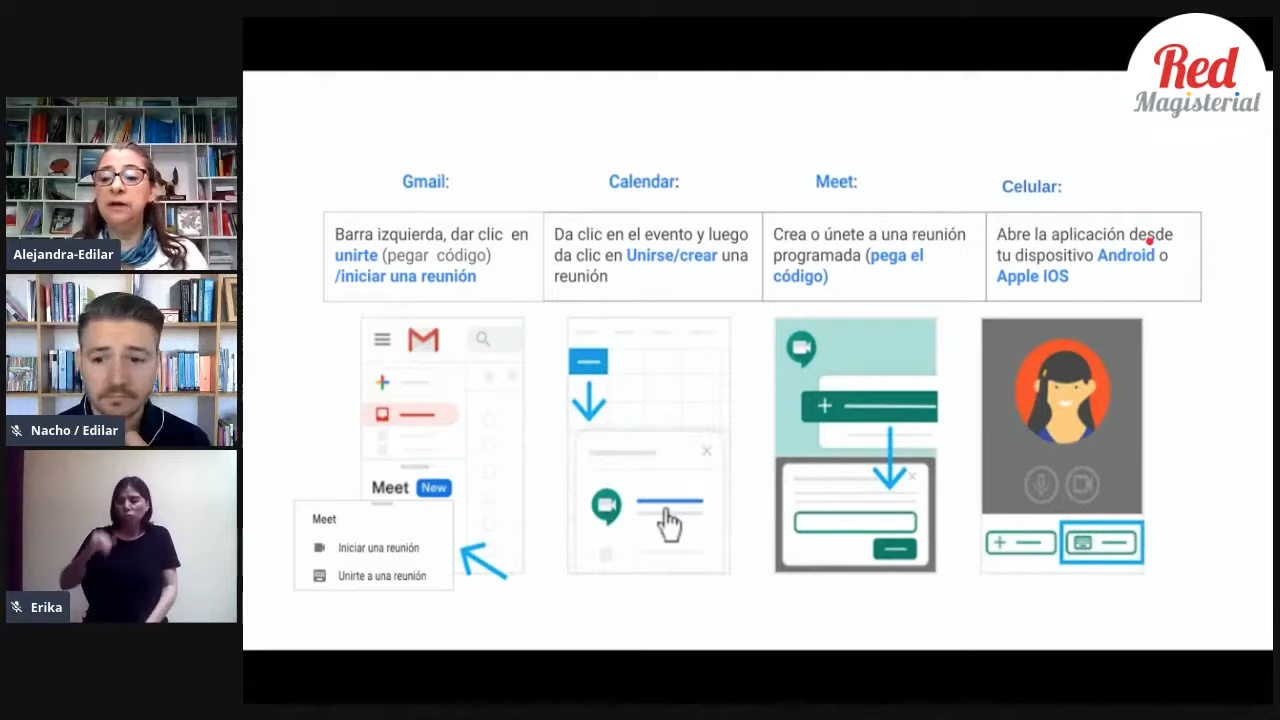 Red
Magisterial
Alejandra-Edilar
Nacho / Edilar
Erika
Gmail:
Barra izquierda, dar clic en
unirte (pegar código)
/iniciar una reunión
Calendar:
Da clic en el evento y luego
da clic en Unirse/crear una
reunión
Meet:
Crea o únete a una reunión
programada (pega el
código)
Celular:
Abre la aplicación desde
tu dispositivo Android o
Apple IOS
Meet New
Meet
Iniciar una reunión
Unirte a una reunión